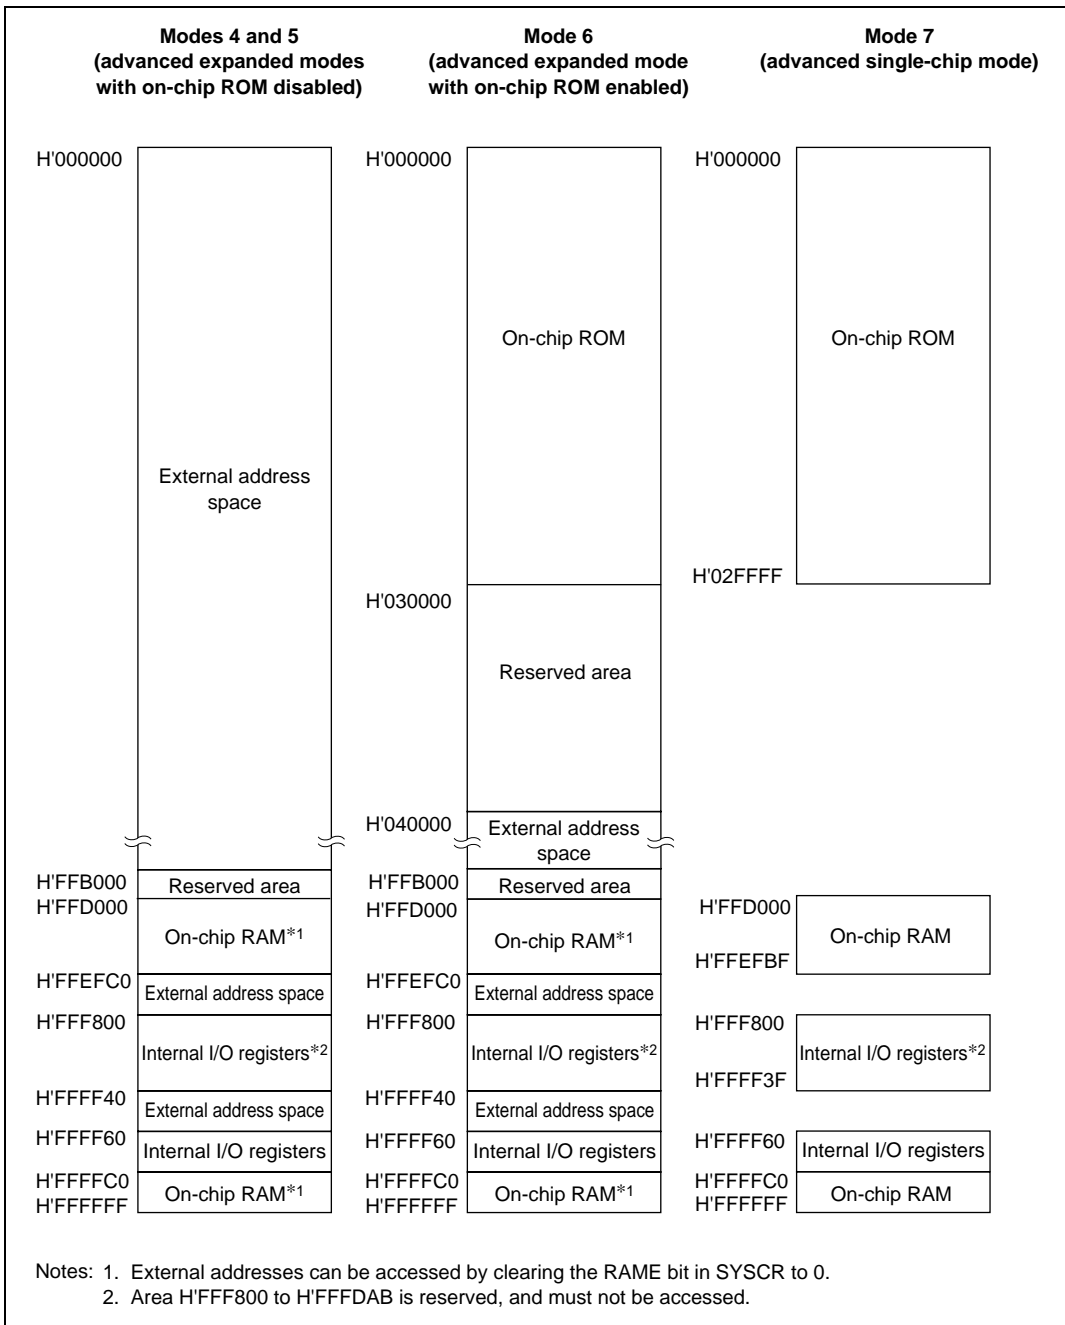 Modes 4 and 5
(advanced expanded modes
with on-chip ROM disabled)
Mode 6
(advanced expanded mode
with on-chip ROM enabled)
Mode 7
(advanced single-chip mode)
H'000000
External address
space
H'FFB000
Reserved area
H'FFD000
On-chip RAM*1
H'FFEFC0
External address space
H'FFF800
Internal I/O registers*2
H'FFFF40
External address space
H'FFFF60
Internal I/O registers
H'FFFFC0
On-chip RAM*1
H'FFFFFF
H'000000
On-chip ROM
H'030000
Reserved area
H'040000
External address
space
H'FFB000
Reserved area
H'FFD000
On-chip RAM*1
H'FFEFC0
External address space
H'FFF800
Internal I/O registers*2
H'FFFF40
External address space
H'FFFF60
Internal I/O registers
H'FFFFC0
On-chip RAM*1
H'FFFFFF
H'000000
On-chip ROM
H'02FFFF
H'FFD000
On-chip RAM
H'FFEFBF
H'FFF800
Internal I/O registers*2
H'FFFF3F
H'FFFF60
Internal I/O registers
H'FFFFC0
On-chip RAM
H'FFFFFF
Notes: 1. External addresses can be accessed by clearing the RAME bit in SYSCR to 0.
2. Area H'FFF800 to H'FFFDAB is reserved, and must not be accessed.